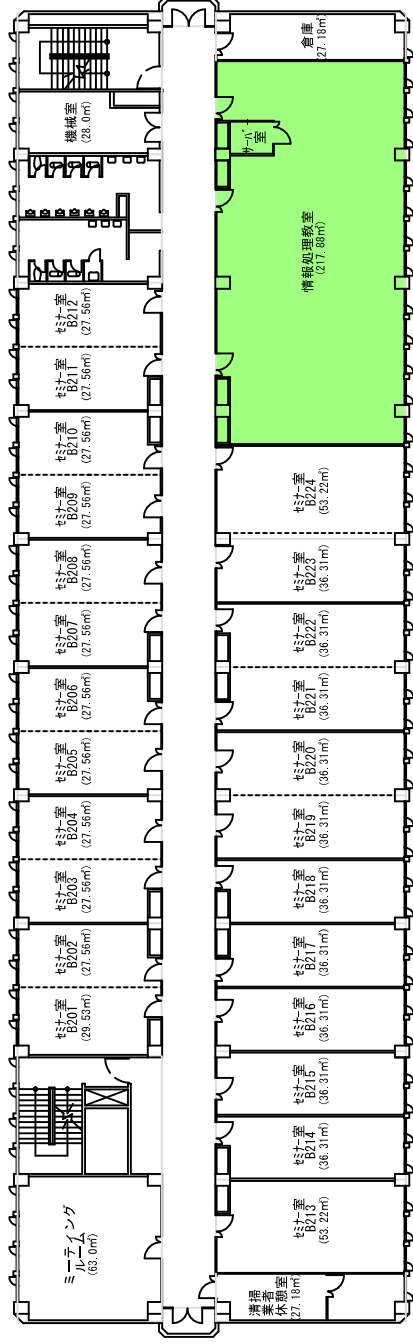 倉庫
(27.18㎡)
機械室
(28.0㎡)
サーバー
室
情報処理教室
(217.88㎡)
セミナー室
B212
(27.56㎡)
セミナー室
B211
(27.56㎡)
セミナー室
B210
(27.56㎡)
セミナー室
B209
(27.56㎡)
セミナー室
B208
(27.56㎡)
セミナー室
B207
(27.56㎡)
セミナー室
B206
(27.56㎡)
セミナー室
B205
(27.56㎡)
セミナー室
B204
(27.56㎡)
セミナー室
B203
(27.56㎡)
セミナー室
B202
(27.56㎡)
セミナー室
B201
(29.53㎡)
ミーティング
ルーム
(63.0㎡)
セミナー室
B224
(53.22㎡)
セミナー室
B223
(36.31㎡)
セミナー室
B222
(36.31㎡)
セミナー室
B221
(36.31㎡)
セミナー室
B220
(36.31㎡)
セミナー室
B219
(36.31㎡)
セミナー室
B218
(36.31㎡)
セミナー室
B217
(36.31㎡)
セミナー室
B216
(36.31㎡)
セミナー室
B215
(36.31㎡)
セミナー室
B214
(36.31㎡)
セミナー室
B213
(53.22㎡)
清掃
業者
休憩室
(27.18㎡)